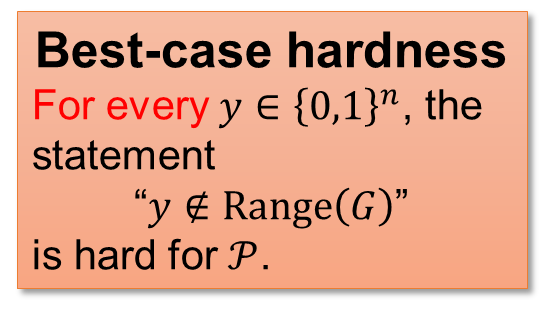 Best-case hardness
For every y ∈ {0,1}ⁿ, the
statement
“y ∉ Range(G)”
is hard for 𝒫.